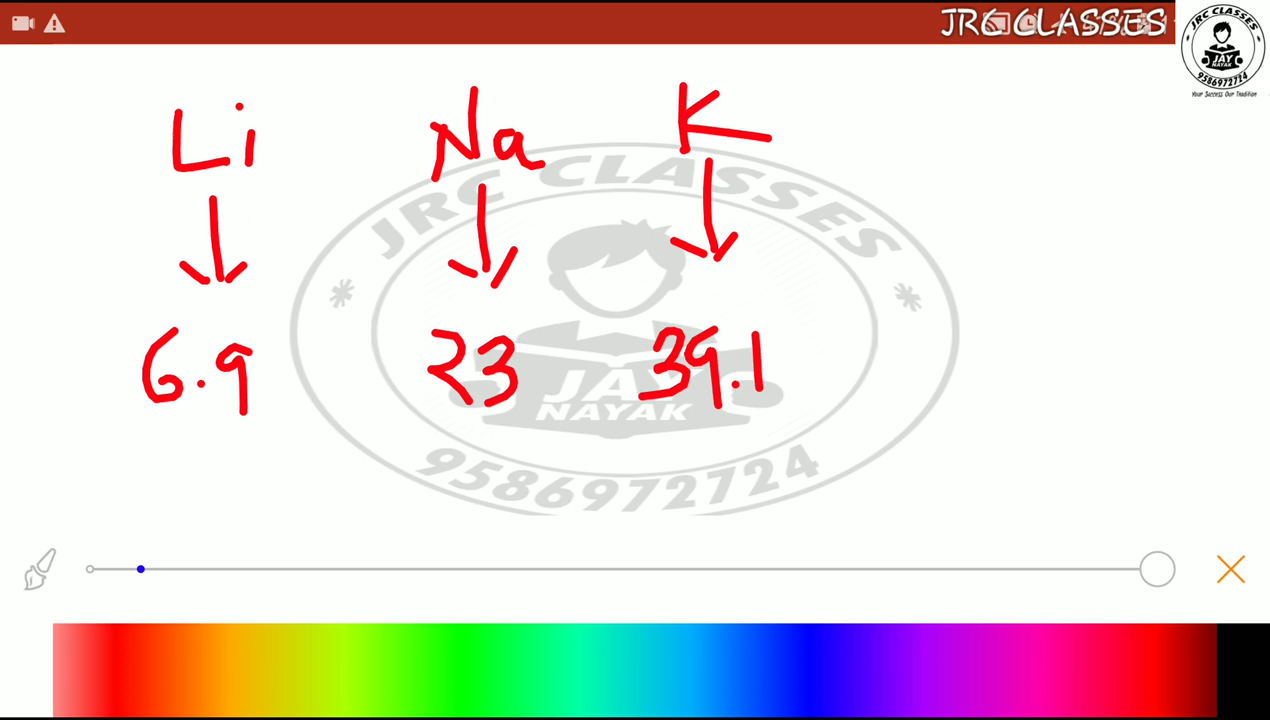 JRC CLASSES
JRC CLASSES
JAY
NAYAK
9586972724
Your Success Our Tradition
Li Na K
6.9 23 39.1
JRC CLASSES
JAY
NAYAK
9586972724